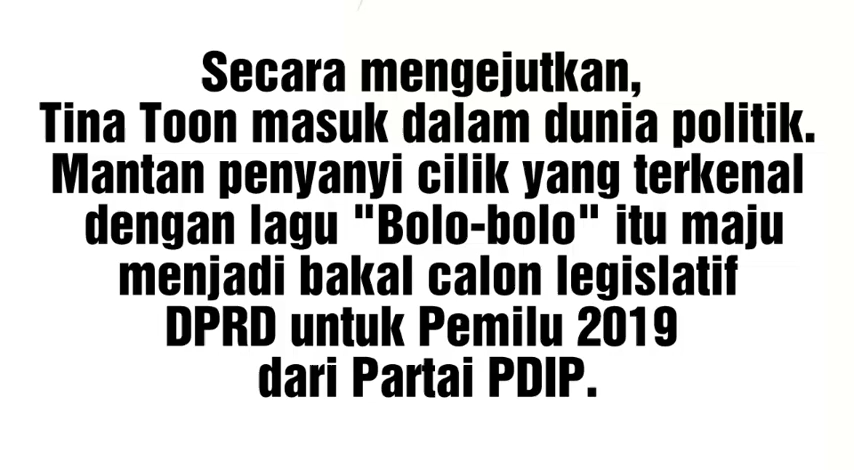 Secara mengejutkan,
Tina Toon masuk dalam dunia politik.
Mantan penyanyi cilik yang terkenal
dengan lagu "Bolo-bolo" itu maju
menjadi bakal calon legislatif
DPRD untuk Pemilu 2019
dari Partai PDIP.